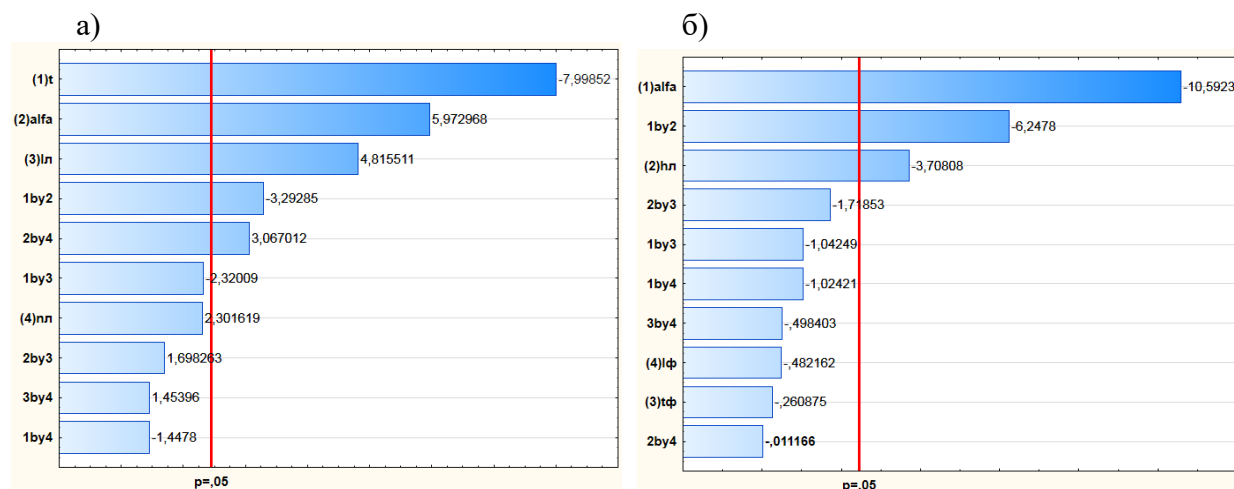 а)
(1)t
-7,99852
(2)alfa
5,972968
(3)lл
4,815511
1by2
-3,29285
2by4
3,067012
1by3
-2,32009
(4)nл
2,301619
2by3
1,698263
3by4
1,45396
1by4
-1,4478
p=,05
б)
(1)alfa
-10,5923
1by2
-6,2478
(2)hл
-3,70808
2by3
-1,71853
1by3
-1,04249
1by4
-1,02421
3by4
-,498403
(4)lф
-,482162
(3)tф
-,260875
2by4
-,011166
p=,05